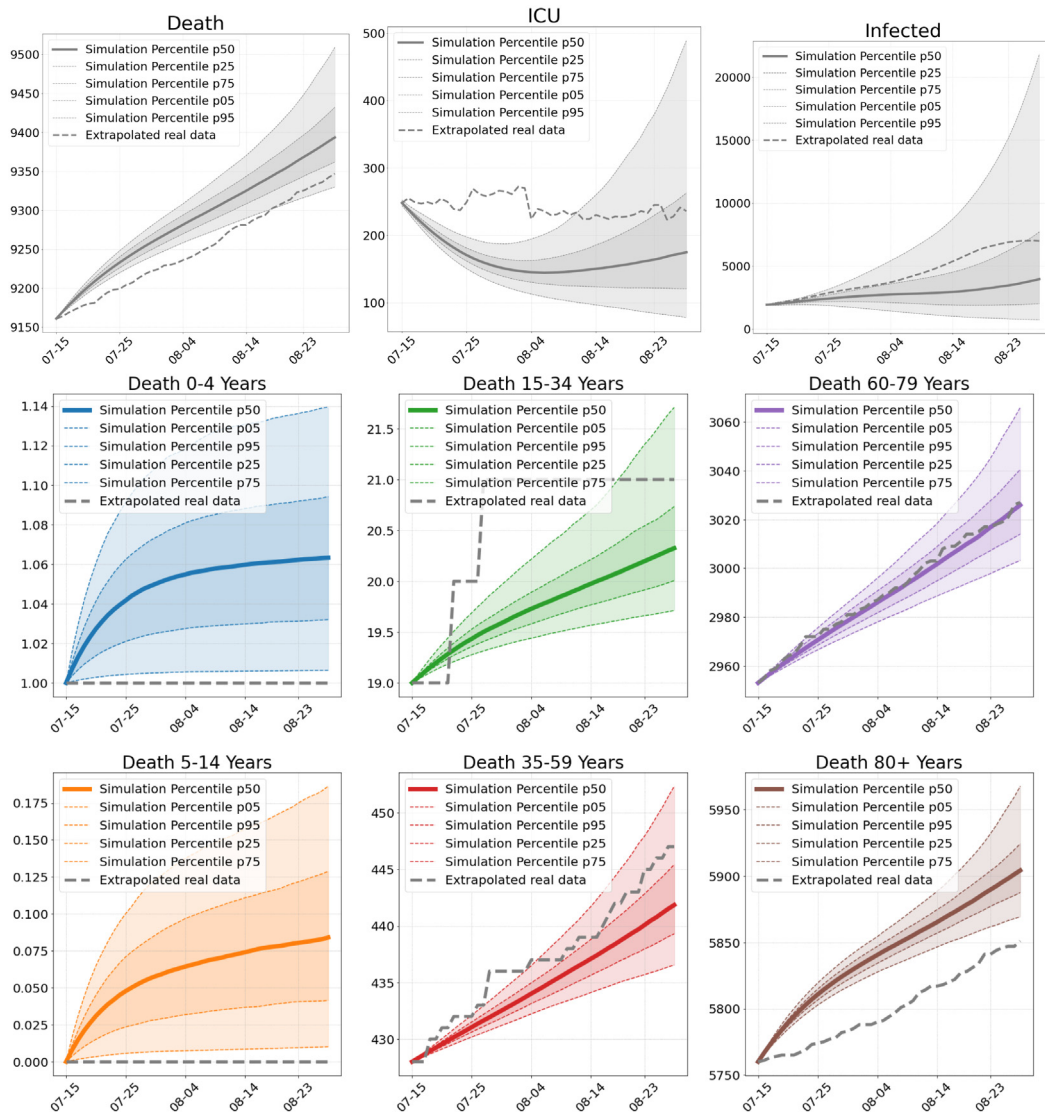 Death
Simulation Percentile p50
Simulation Percentile p25
Simulation Percentile p75
Simulation Percentile p05
Simulation Percentile p95
Extrapolated real data
9500
9450
9400
9350
9300
9250
9200
9150
07-15
07-25
08-04
08-14
08-23
ICU
Simulation Percentile p50
Simulation Percentile p25
Simulation Percentile p75
Simulation Percentile p05
Simulation Percentile p95
Extrapolated real data
500
400
300
200
100
07-15
07-25
08-04
08-14
08-23
Infected
Simulation Percentile p50
Simulation Percentile p25
Simulation Percentile p75
Simulation Percentile p05
Simulation Percentile p95
Extrapolated real data
20000
15000
10000
5000
0
07-15
07-25
08-04
08-14
08-23
Death 0-4 Years
Simulation Percentile p50
Simulation Percentile p05
Simulation Percentile p95
Simulation Percentile p25
Simulation Percentile p75
Extrapolated real data
1.14
1.12
1.10
1.08
1.06
1.04
1.02
1.00
07-15
07-25
08-04
08-14
08-23
Death 15-34 Years
Simulation Percentile p50
Simulation Percentile p05
Simulation Percentile p95
Simulation Percentile p25
Simulation Percentile p75
Extrapolated real data
21.5
21.0
20.5
20.0
19.5
19.0
07-15
07-25
08-04
08-14
08-23
Death 60-79 Years
Simulation Percentile p50
Simulation Percentile p05
Simulation Percentile p95
Simulation Percentile p25
Simulation Percentile p75
Extrapolated real data
3060
3040
3020
3000
2980
2960
07-15
07-25
08-04
08-14
08-23
Death 5-14 Years
Simulation Percentile p50
Simulation Percentile p05
Simulation Percentile p95
Simulation Percentile p25
Simulation Percentile p75
Extrapolated real data
0.175
0.150
0.125
0.100
0.075
0.050
0.025
0.000
07-15
07-25
08-04
08-14
08-23
Death 35-59 Years
Simulation Percentile p50
Simulation Percentile p05
Simulation Percentile p95
Simulation Percentile p25
Simulation Percentile p75
Extrapolated real data
450
445
440
435
430
07-15
07-25
08-04
08-14
08-23
Death 80+ Years
Simulation Percentile p50
Simulation Percentile p05
Simulation Percentile p95
Simulation Percentile p25
Simulation Percentile p75
Extrapolated real data
5950
5900
5850
5800
5750
07-15
07-25
08-04
08-14
08-23